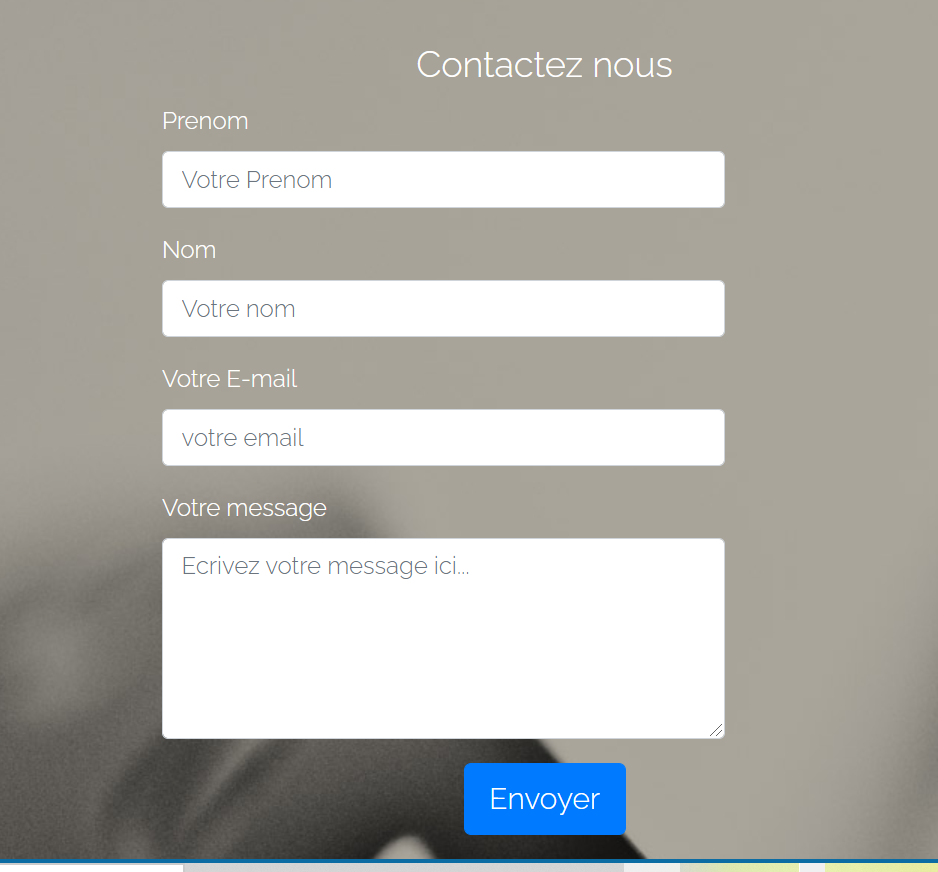 Contactez nous
Prenom
Votre Prenom
Nom
Votre nom
Votre E-mail
votre email
Votre message
Ecrivez votre message ici...
Envoyer